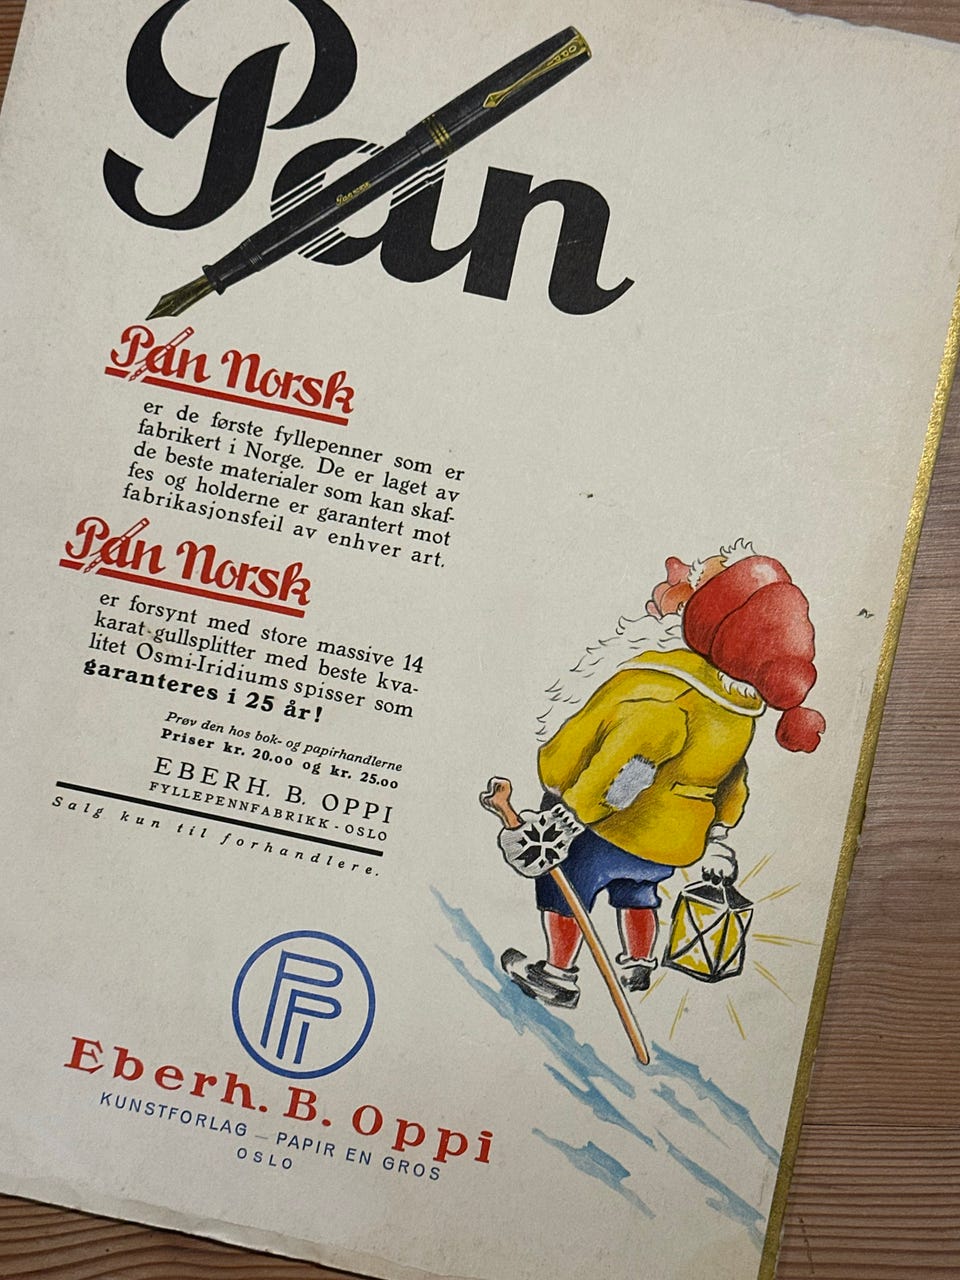 Pan
Pan Norsk
er de første fyllepenner som er
fabrikert i Norge. De er laget av
de beste materialer som kan skaf-
fes og holderne er garantert mot
fabrikasjonsfeil av enhver art.
Pan Norsk
er forsynt med store massive 14
karat gullsplitter med beste kva-
litet Osmi-Iridiums spisser som
garanteres i 25 år!
Prøv den hos bok- og papirhandlerne
Priser kr. 20.00 og kr. 25.00
EBERH. B. OPPI
FYLLEPENNFABRIKK - OSLO
Salg kun til forhandlere.
Eberh. B. Oppi
KUNSTFORLAG — PAPIR EN GROS
OSLO